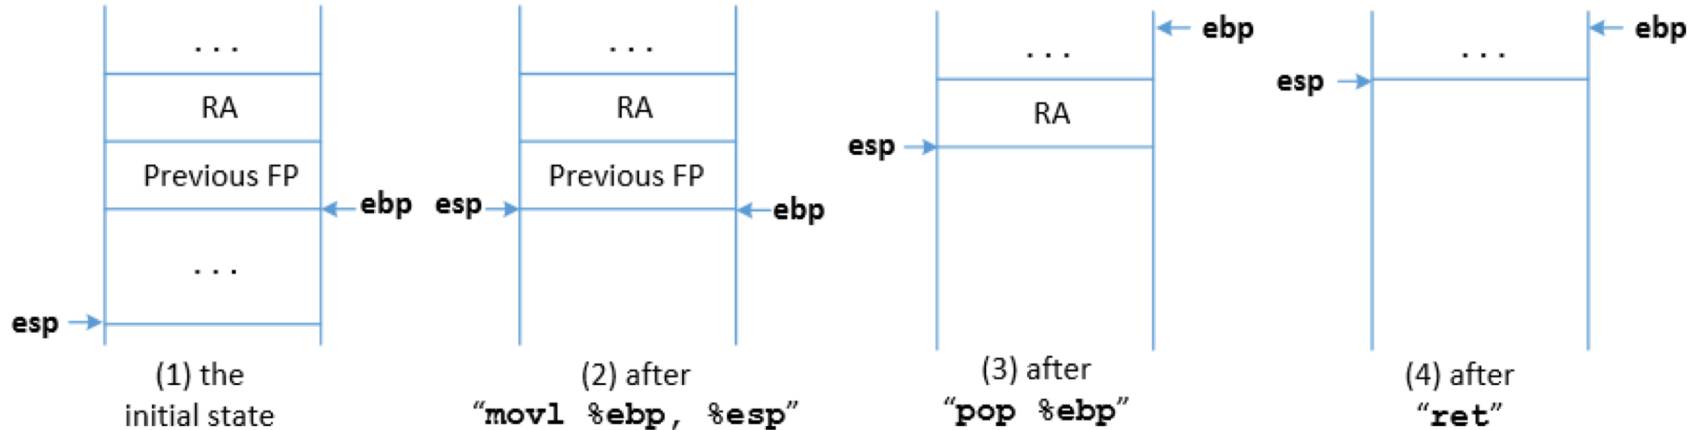 ...
RA
Previous FP
ebp
...
esp
(1) the
initial state
...
RA
Previous FP
esp
ebp
(2) after
“movl %ebp, %esp”
ebp
...
RA
esp
(3) after
“pop %ebp”
ebp
...
esp
(4) after
“ret”